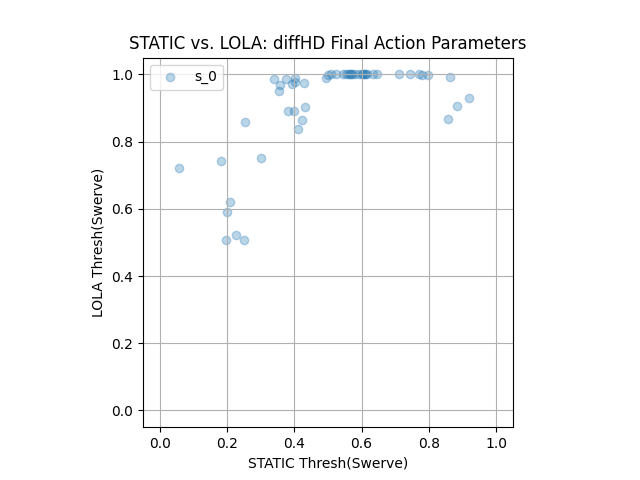 STATIC vs. LOLA: diffHD Final Action Parameters
s_0
LOLA Thresh(Swerve)
1.0
0.8
0.6
0.4
0.2
0.0
0.0 0.2 0.4 0.6 0.8 1.0
STATIC Thresh(Swerve)